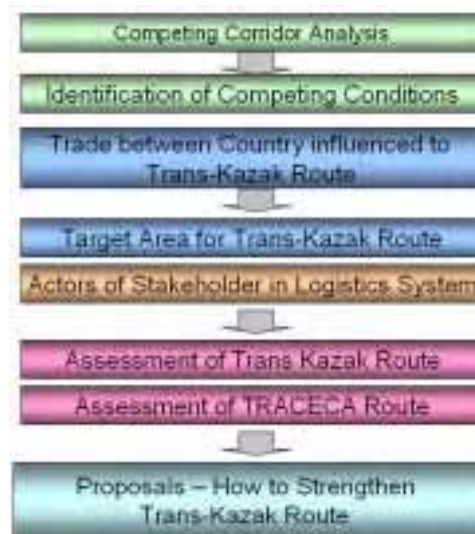 Competing Corridor Analysis
Identification of Competing Conditions
Trade between Country influenced to
Trans-Kazak Route
Target Area for Trans-Kazak Route
Actors of Stakeholder in Logistics System
Assessment of Trans Kazak Route
Assessment of TRACECA Route
Proposals – How to Strengthen
Trans-Kazak Route